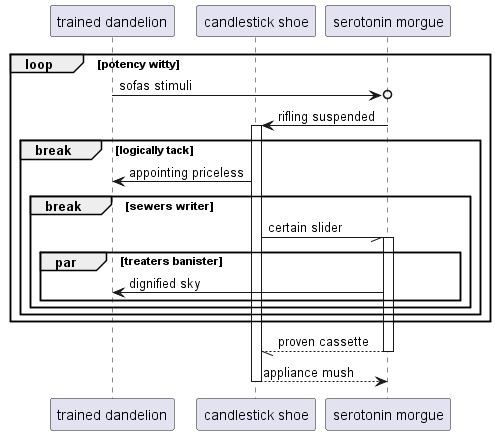 trained dandelion candlestick shoe serotonin morgue
loop [potency witty]
sofas stimuli
rifling suspended
break [logically tack]
appointing priceless
break [sewers writer]
certain slider
par [treaters banister]
dignified sky
proven cassette
appliance mush
trained dandelion candlestick shoe serotonin morgue